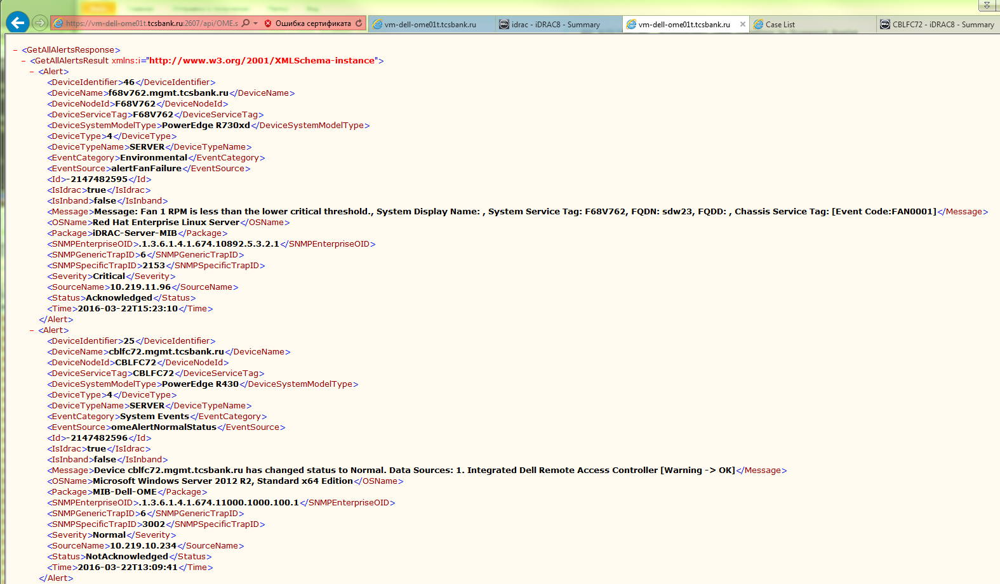 https://vm-dell-ome01t.tcsbank.ru:2607/api/OME.s
Ошибка сертификата
vm-dell-ome01t.tcsbank.ru
idrac - iDRAC8 - Summary
vm-dell-ome01t.tcsbank.ru
Case List
CBLFC72 - iDRAC8 - Summary
- <GetAllAlertsResponse>
- <GetAllAlertsResult xmlns:i="http://www.w3.org/2001/XMLSchema-instance">
- <Alert>
<DeviceIdentifier>46</DeviceIdentifier>
<DeviceName>f68v762.mgmt.tcsbank.ru</DeviceName>
<DeviceNodeId>F68V762</DeviceNodeId>
<DeviceServiceTag>F68V762</DeviceServiceTag>
<DeviceSystemModelType>PowerEdge R730xd</DeviceSystemModelType>
<DeviceType>4</DeviceType>
<DeviceTypeName>SERVER</DeviceTypeName>
<EventCategory>Environmental</EventCategory>
<EventSource>alertFanFailure</EventSource>
<Id>-2147482595</Id>
<IsIdrac>true</IsIdrac>
<IsInband>false</IsInband>
<Message>Message: Fan 1 RPM is less than the lower critical threshold., System Display Name: , System Service Tag: F68V762, FQDN: sdw23, FQDD: , Chassis Service Tag: [Event Code:FAN0001]</Message>
<OSName>Red Hat Enterprise Linux Server</OSName>
<Package>iDRAC-Server-MIB</Package>
<SNMPEnterpriseOID>.1.3.6.1.4.1.674.10892.5.3.2.1</SNMPEnterpriseOID>
<SNMPGenericTrapID>6</SNMPGenericTrapID>
<SNMPSpecificTrapID>2153</SNMPSpecificTrapID>
<Severity>Critical</Severity>
<SourceName>10.219.11.96</SourceName>
<Status>Acknowledged</Status>
<Time>2016-03-22T15:23:10</Time>
</Alert>
- <Alert>
<DeviceIdentifier>25</DeviceIdentifier>
<DeviceName>cblfc72.mgmt.tcsbank.ru</DeviceName>
<DeviceNodeId>CBLFC72</DeviceNodeId>
<DeviceServiceTag>CBLFC72</DeviceServiceTag>
<DeviceSystemModelType>PowerEdge R430</DeviceSystemModelType>
<DeviceType>4</DeviceType>
<DeviceTypeName>SERVER</DeviceTypeName>
<EventCategory>System Events</EventCategory>
<EventSource>omeAlertNormalStatus</EventSource>
<Id>-2147482596</Id>
<IsIdrac>true</IsIdrac>
<IsInband>false</IsInband>
<Message>Device cblfc72.mgmt.tcsbank.ru has changed status to Normal. Data Sources: 1. Integrated Dell Remote Access Controller [Warning -> OK]</Message>
<OSName>Microsoft Windows Server 2012 R2, Standard x64 Edition</OSName>
<Package>MIB-Dell-OME</Package>
<SNMPEnterpriseOID>.1.3.6.1.4.1.674.11000.1000.100.1</SNMPEnterpriseOID>
<SNMPGenericTrapID>6</SNMPGenericTrapID>
<SNMPSpecificTrapID>3002</SNMPSpecificTrapID>
<Severity>Normal</Severity>
<SourceName>10.219.10.234</SourceName>
<Status>NotAcknowledged</Status>
<Time>2016-03-22T13:09:41</Time>
</Alert>